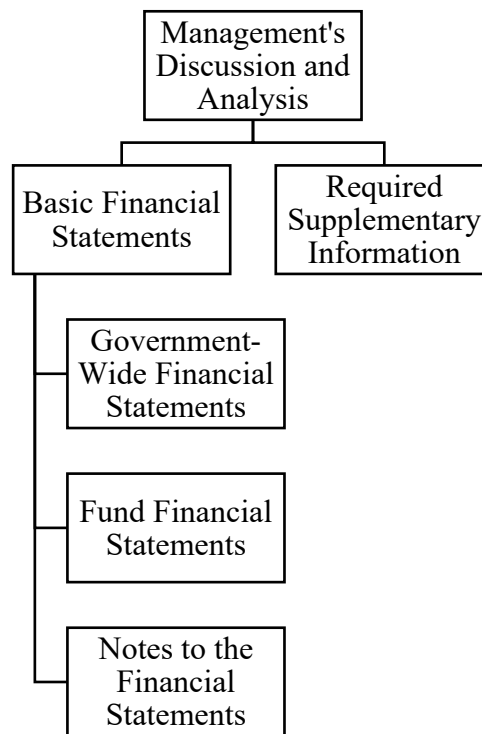 Management's
Discussion and
Analysis
Basic Financial
Statements
Required
Supplementary
Information
Government-
Wide Financial
Statements
Fund Financial
Statements
Notes to the
Financial
Statements